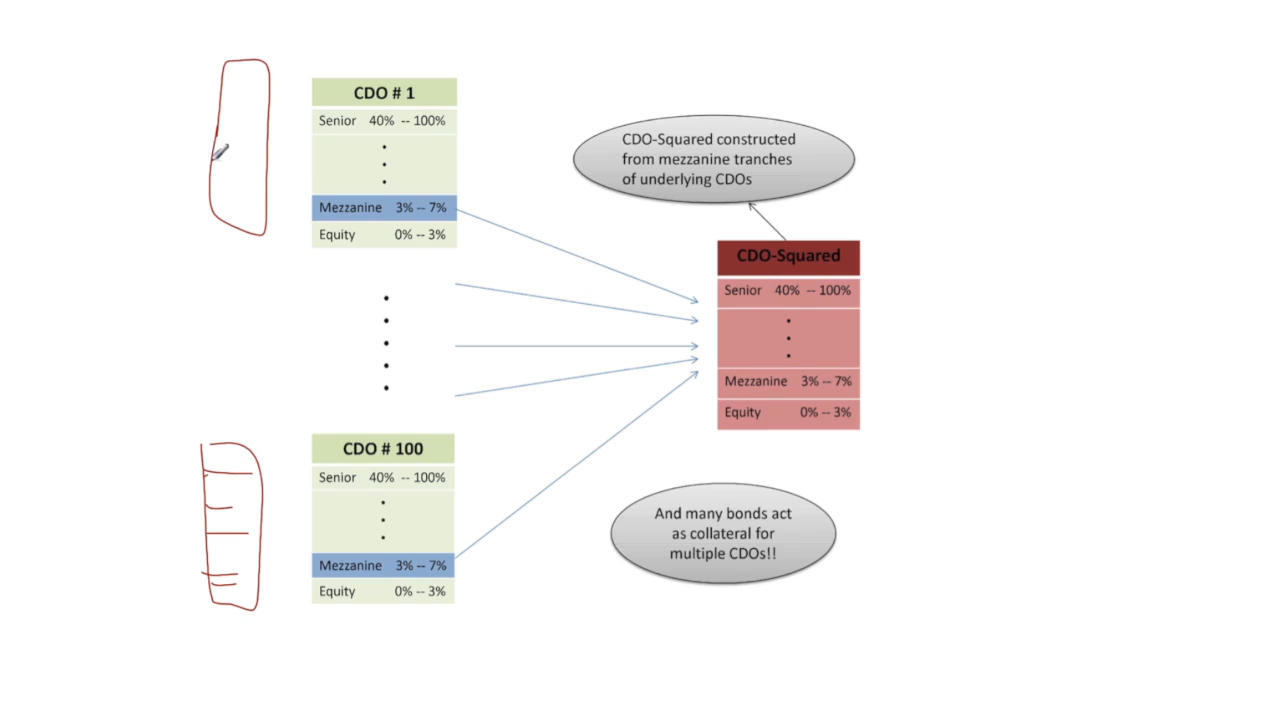 CDO # 1
Senior 40% -- 100%
Mezzanine 3% -- 7%
Equity 0% -- 3%
CDO-Squared constructed
from mezzanine tranches
of underlying CDOs
CDO-Squared
Senior 40% -- 100%
Mezzanine 3% -- 7%
Equity 0% -- 3%
CDO # 100
Senior 40% -- 100%
Mezzanine 3% -- 7%
Equity 0% -- 3%
And many bonds act
as collateral for
multiple CDOs!!